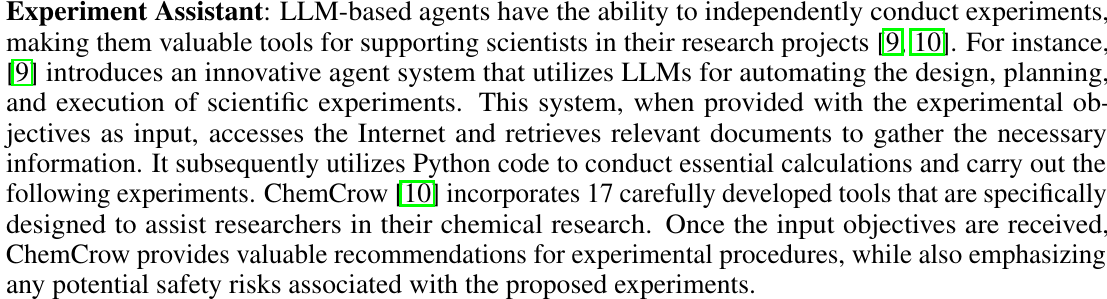 Experiment Assistant: LLM-based agents have the ability to independently conduct experiments,
making them valuable tools for supporting scientists in their research projects [9, 10]. For instance,
[9] introduces an innovative agent system that utilizes LLMs for automating the design, planning,
and execution of scientific experiments. This system, when provided with the experimental ob-
jectives as input, accesses the Internet and retrieves relevant documents to gather the necessary
information. It subsequently utilizes Python code to conduct essential calculations and carry out the
following experiments. ChemCrow [10] incorporates 17 carefully developed tools that are specifically
designed to assist researchers in their chemical research. Once the input objectives are received,
ChemCrow provides valuable recommendations for experimental procedures, while also emphasizing
any potential safety risks associated with the proposed experiments.